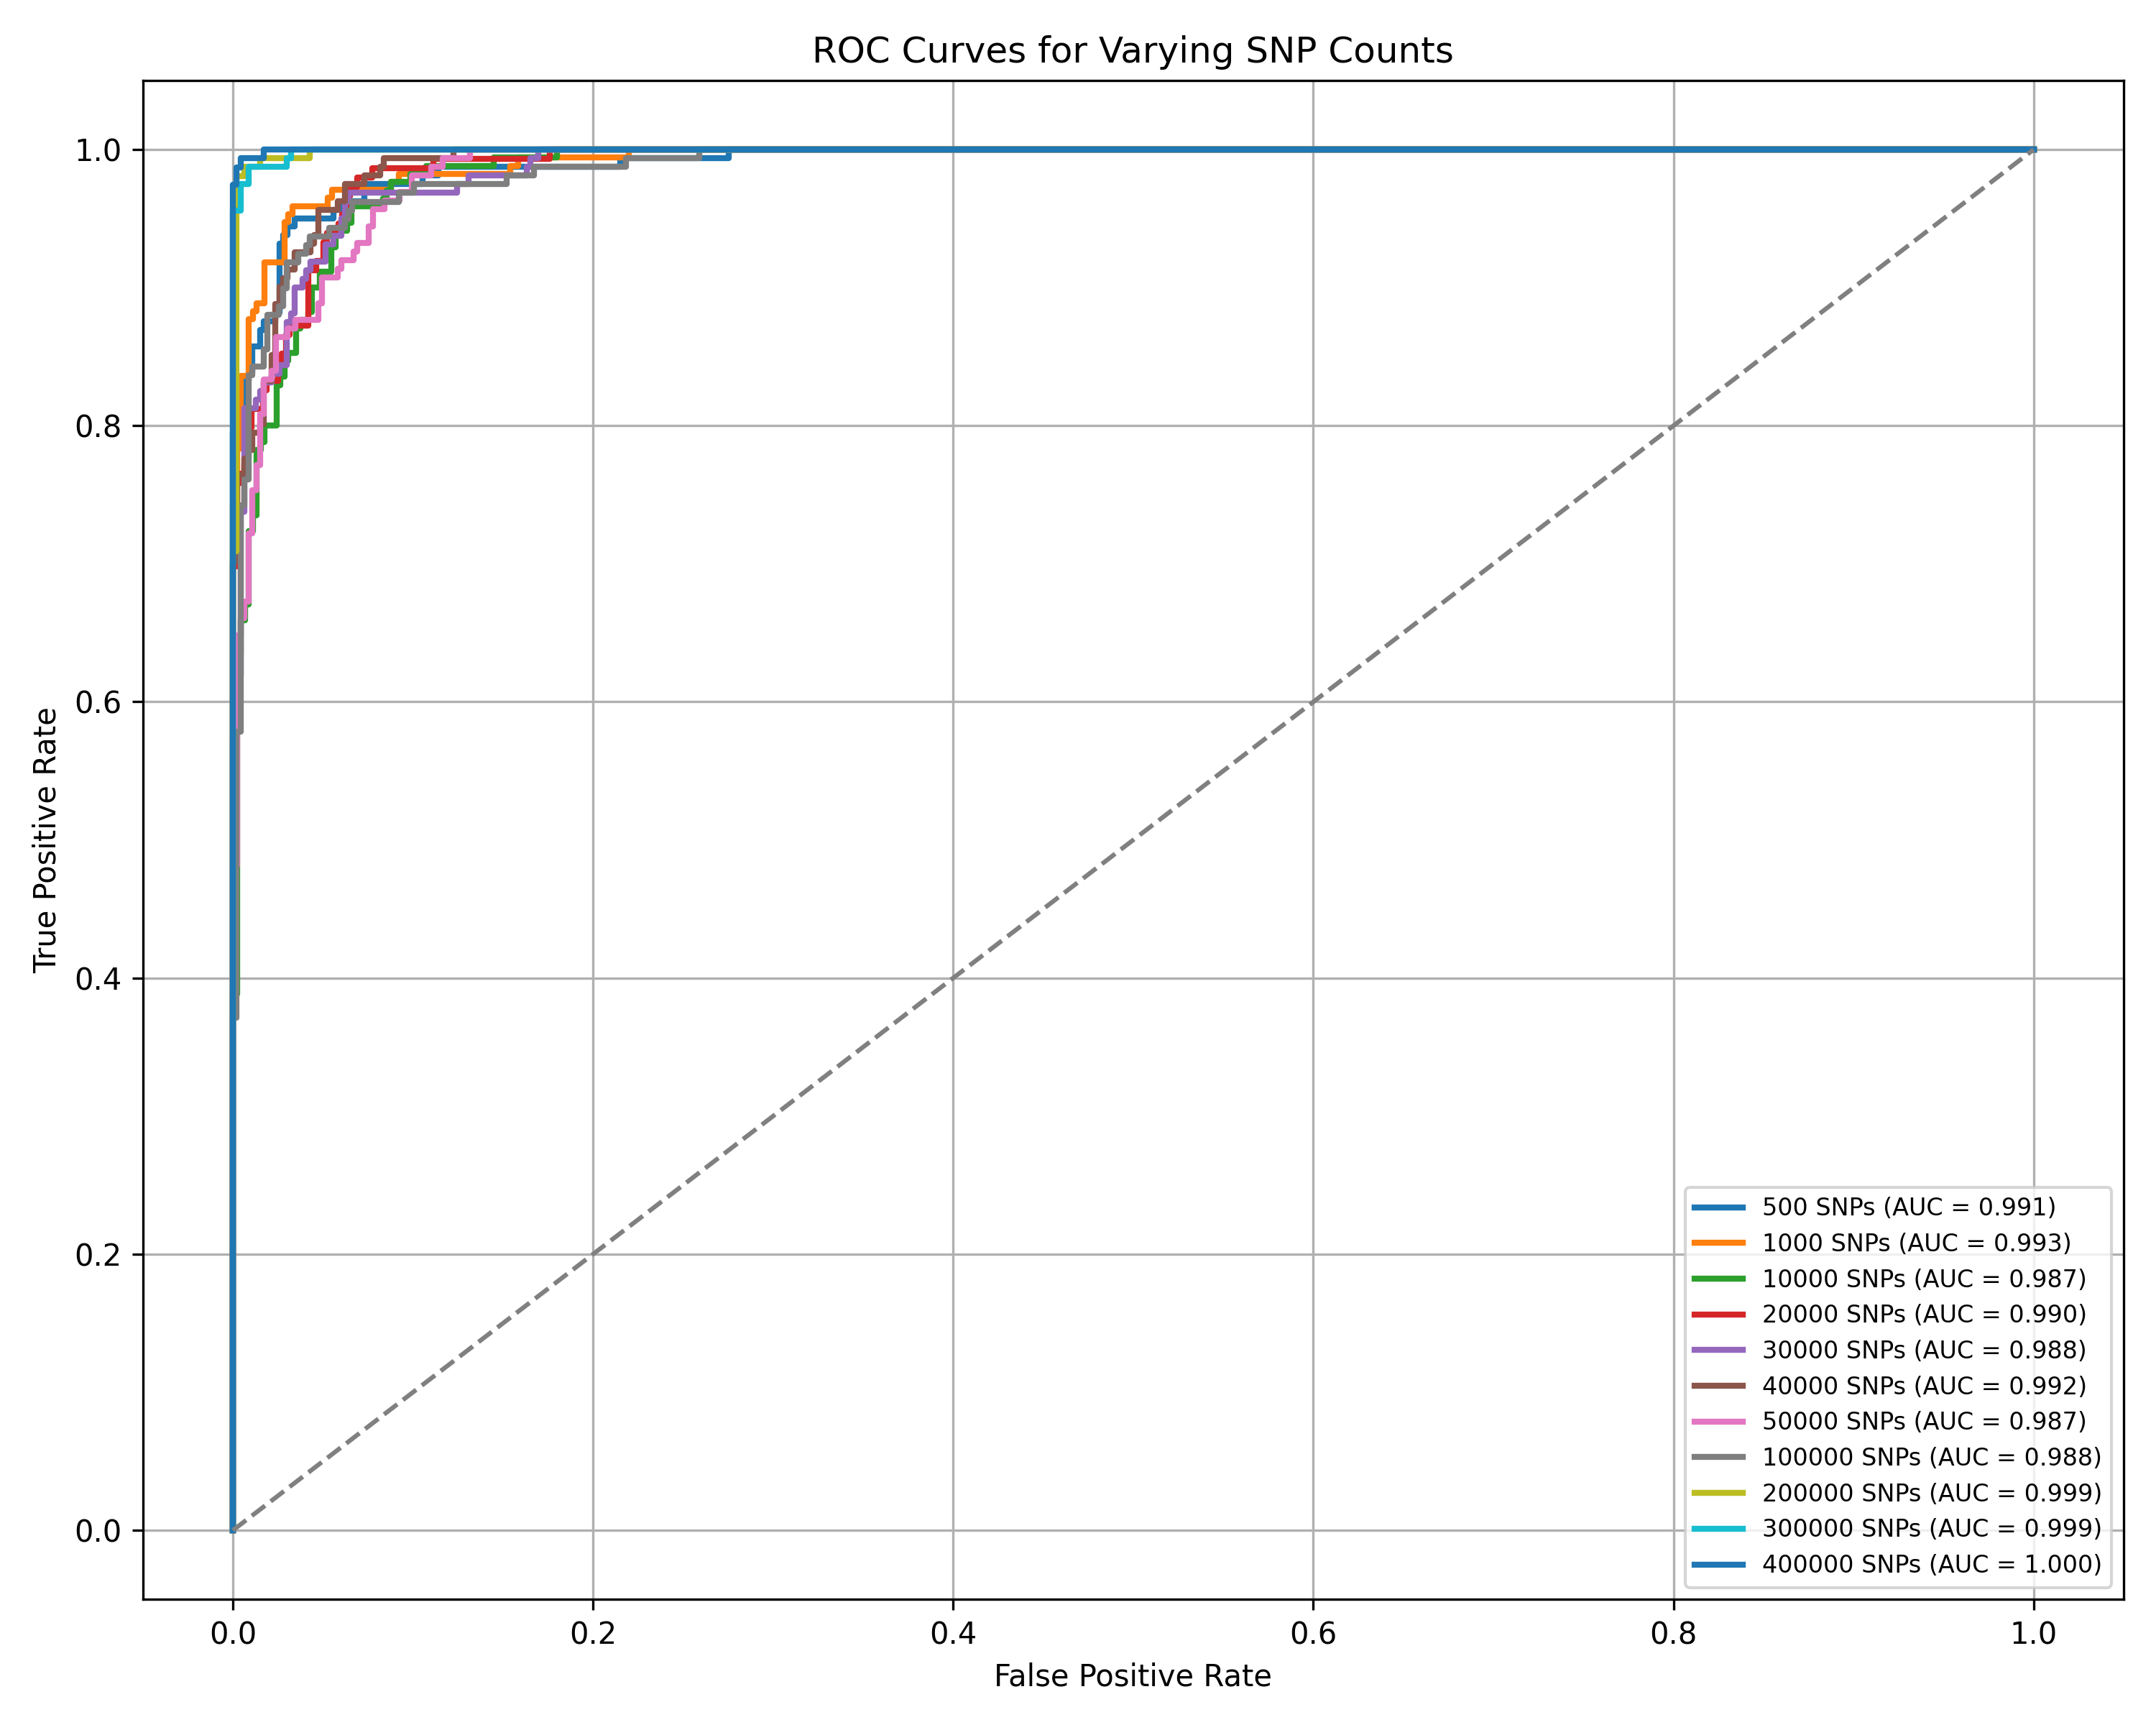 ROC Curves for Varying SNP Counts
1.0
0.8
0.6
0.4
0.2
0.0
True Positive Rate
0.0 0.2 0.4 0.6 0.8 1.0
False Positive Rate
500 SNPs (AUC = 0.991)
1000 SNPs (AUC = 0.993)
10000 SNPs (AUC = 0.987)
20000 SNPs (AUC = 0.990)
30000 SNPs (AUC = 0.988)
40000 SNPs (AUC = 0.992)
50000 SNPs (AUC = 0.987)
100000 SNPs (AUC = 0.988)
200000 SNPs (AUC = 0.999)
300000 SNPs (AUC = 0.999)
400000 SNPs (AUC = 1.000)